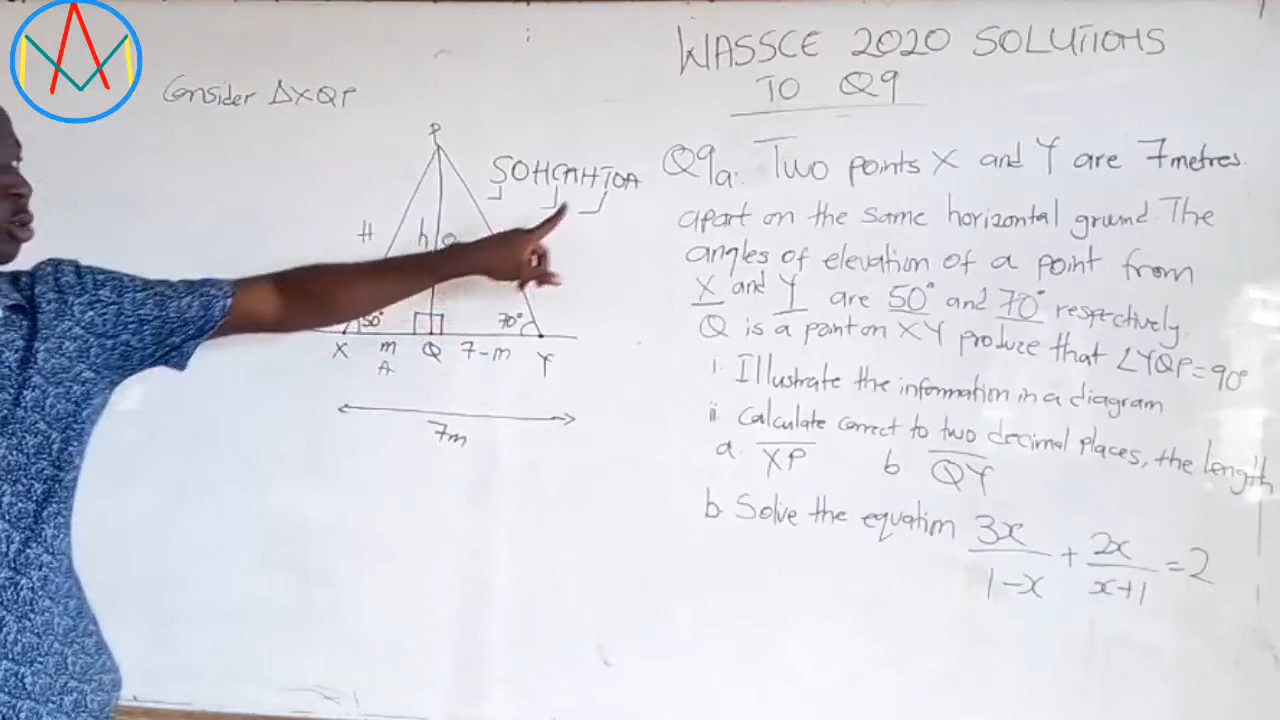 WASSCE 2020 SOLUTIONS
TO Q9
Consider ΔXQP
P
SOHCAHTOA
H
h
O
50°
70°
X
m
Q
7-m
Y
A
7m
Q9a. Two points X and Y are 7metres
apart on the same horizontal ground. The
angles of elevation of a point from
X and Y are 50° and 70° respectively.
Q is a point on XY produce that ∠YQP=90°
i. Illustrate the information in a diagram
ii. Calculate correct to two decimal places, the length
a. XP b. QY
b. Solve the equation 3x/1-x + 2x/x+1 = 2